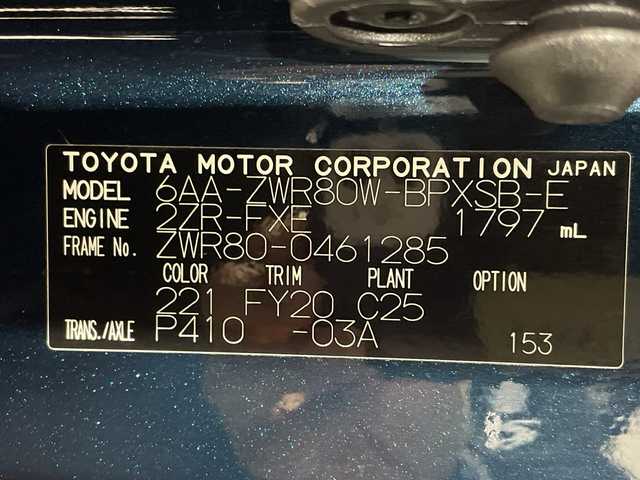 TOYOTA MOTOR CORPORATION JAPAN
MODEL 6AA-ZWR80W-BPXSB-E
ENGINE 2ZR-FXE 1797 mL
FRAME No. ZWR80-0461285
COLOR TRIM PLANT OPTION
221 FY20 C25
TRANS./AXLE P410 -03A 153